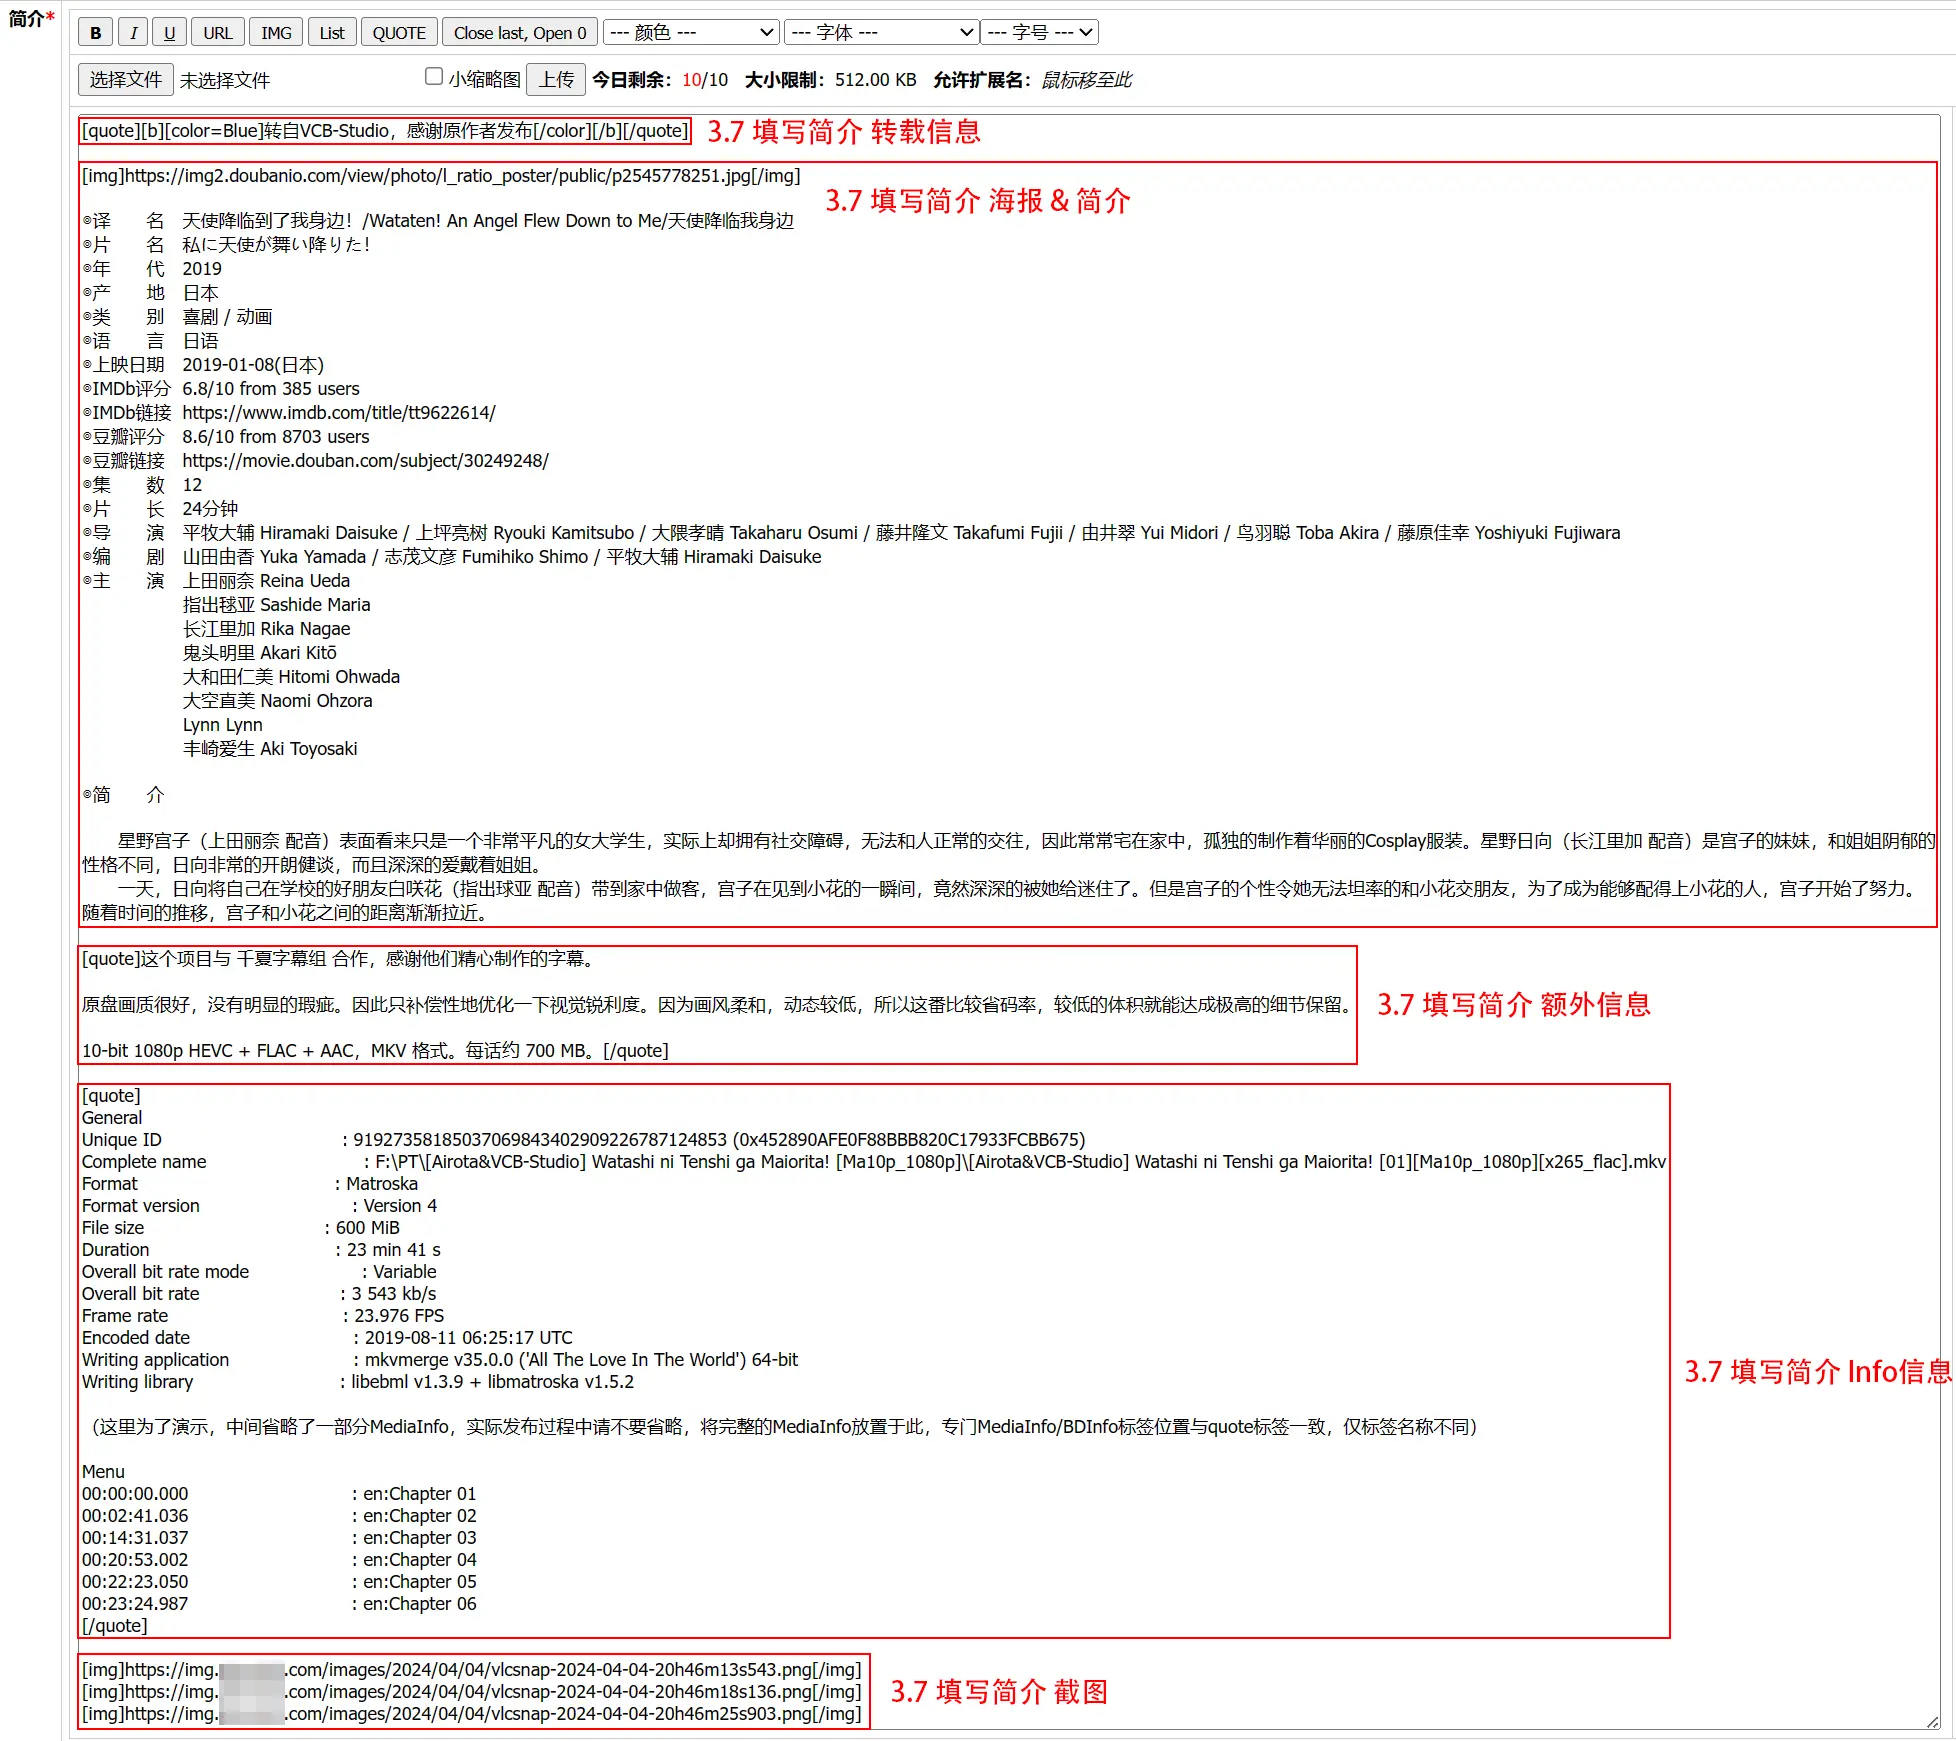 简介*
B I U URL IMG List QUOTE Close last, Open 0 --- 颜色 --- --- 字体 --- --- 字号 ---
选择文件 未选择文件 小缩略图 上传 今日剩余：10/10 大小限制：512.00 KB 允许扩展名：鼠标移至此
[quote][b][color=Blue]转自VCB-Studio，感谢原作者发布[/color][/b][/quote] 3.7 填写简介 转载信息
[img]https://img2.doubanio.com/view/photo/l_ratio_poster/public/p2545778251.jpg[/img]
3.7 填写简介 海报 & 简介
◎译　　名　天使降临到了我身边！/Wataten! An Angel Flew Down to Me/天使降临我身边
◎片　　名　私に天使が舞い降りた！
◎年　　代　2019
◎产　　地　日本
◎类　　别　喜剧 / 动画
◎语　　言　日语
◎上映日期　2019-01-08(日本)
◎IMDb评分  6.8/10 from 385 users
◎IMDb链接  https://www.imdb.com/title/tt9622614/
◎豆瓣评分　8.6/10 from 8703 users
◎豆瓣链接　https://movie.douban.com/subject/30249248/
◎集　　数　12
◎片　　长　24分钟
◎导　　演　平牧大辅 Hiramaki Daisuke / 上坪亮树 Ryouki Kamitsubo / 大隈孝晴 Takaharu Osumi / 藤井隆文 Takafumi Fujii / 由井翠 Yui Midori / 鸟羽聪 Toba Akira / 藤原佳幸 Yoshiyuki Fujiwara
◎编　　剧　山田由香 Yuka Yamada / 志茂文彦 Fumihiko Shimo / 平牧大辅 Hiramaki Daisuke
◎主　　演　上田丽奈 Reina Ueda
指出毬亚 Sashide Maria
长江里加 Rika Nagae
鬼头明里 Akari Kitō
大和田仁美 Hitomi Ohwada
大空直美 Naomi Ohzora
Lynn Lynn
丰崎爱生 Aki Toyosaki
◎简　　介
星野宫子（上田丽奈 配音）表面看来只是一个非常平凡的女大学生，实际上却拥有社交障碍，无法和人正常的交往，因此常常宅在家中，孤独的制作着华丽的Cosplay服装。星野日向（长江里加 配音）是宫子的妹妹，和姐姐阴郁的
性格不同，日向非常的开朗健谈，而且深深的爱戴着姐姐。
一天，日向将自己在学校的好朋友白咲花（指出球亚 配音）带到家中做客，宫子在见到小花的一瞬间，竟然深深的被她给迷住了。但是宫子的个性令她无法坦率的和小花交朋友，为了成为能够配得上小花的人，宫子开始了努力。
随着时间的推移，宫子和小花之间的距离渐渐拉近。
[quote]这个项目与 千夏字幕组 合作，感谢他们精心制作的字幕。
原盘画质很好，没有明显的瑕疵。因此只补偿性地优化一下视觉锐利度。因为画风柔和，动态较低，所以这番比较省码率，较低的体积就能达成极高的细节保留。 3.7 填写简介 额外信息
10-bit 1080p HEVC + FLAC + AAC，MKV 格式。每话约 700 MB。[/quote]
[quote]
General
Unique ID : 91927358185037069843402909226787124853 (0x452890AFE0F88BBB820C17933FCBB675)
Complete name : F:\PT\[Airota&VCB-Studio] Watashi ni Tenshi ga Maiorita! [Ma10p_1080p]\[Airota&VCB-Studio] Watashi ni Tenshi ga Maiorita! [01][Ma10p_1080p][x265_flac].mkv
Format : Matroska
Format version : Version 4
File size : 600 MiB
Duration : 23 min 41 s
Overall bit rate mode : Variable
Overall bit rate : 3 543 kb/s
Frame rate : 23.976 FPS
Encoded date : 2019-08-11 06:25:17 UTC
Writing application : mkvmerge v35.0.0 ('All The Love In The World') 64-bit
3.7 填写简介 Info信息
Writing library : libebml v1.3.9 + libmatroska v1.5.2
（这里为了演示，中间省略了一部分MediaInfo，实际发布过程中请不要省略，将完整的MediaInfo放置于此，专门MediaInfo/BDInfo标签位置与quote标签一致，仅标签名称不同）
Menu
00:00:00.000 : en:Chapter 01
00:02:41.036 : en:Chapter 02
00:14:31.037 : en:Chapter 03
00:20:53.002 : en:Chapter 04
00:22:23.050 : en:Chapter 05
00:23:24.987 : en:Chapter 06
[/quote]
[img]https://img. .com/images/2024/04/04/vlcsnap-2024-04-04-20h46m13s543.png[/img]
[img]https://img. .com/images/2024/04/04/vlcsnap-2024-04-04-20h46m18s136.png[/img] 3.7 填写简介 截图
[img]https://img. .com/images/2024/04/04/vlcsnap-2024-04-04-20h46m25s903.png[/img]